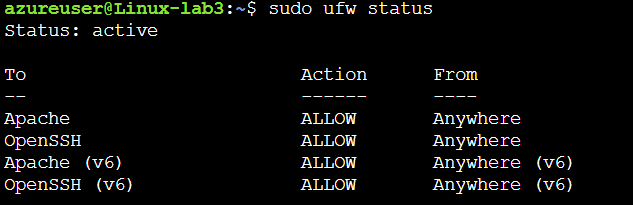 azureuser@Linux-lab3:~$ sudo ufw status
Status: active
To Action From
-- ------ ----
Apache ALLOW Anywhere
OpenSSH ALLOW Anywhere
Apache (v6) ALLOW Anywhere (v6)
OpenSSH (v6) ALLOW Anywhere (v6)